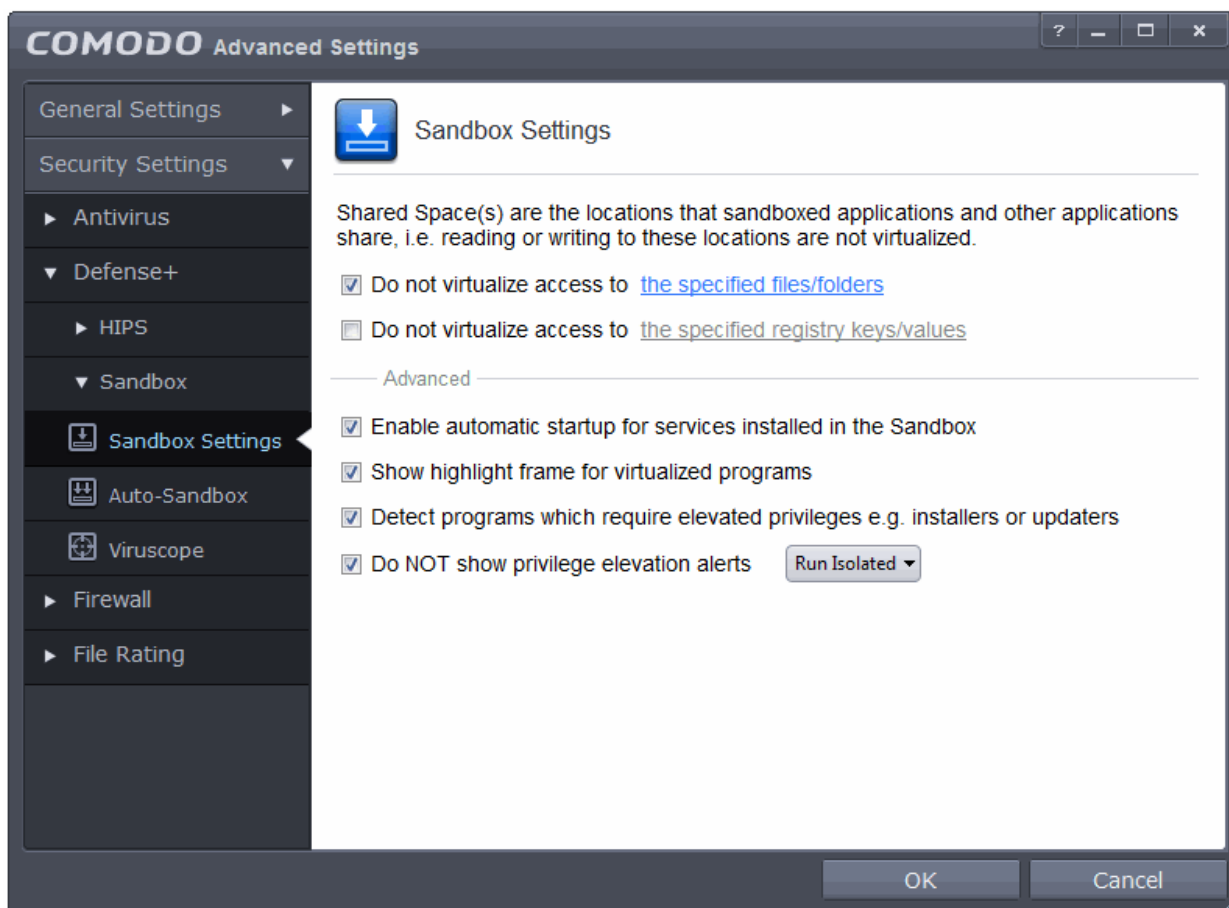 COMODO Advanced Settings
?
General Settings
Security Settings
Antivirus
Defense+
HIPS
Sandbox
Sandbox Settings
Auto-Sandbox
Viruscope
Firewall
File Rating
Sandbox Settings
Shared Space(s) are the locations that sandboxed applications and other applications
share, i.e. reading or writing to these locations are not virtualized.
Do not virtualize access to the specified files/folders
Do not virtualize access to the specified registry keys/values
Advanced
Enable automatic startup for services installed in the Sandbox
Show highlight frame for virtualized programs
Detect programs which require elevated privileges e.g. installers or updaters
Do NOT show privilege elevation alerts Run Isolated
OK Cancel